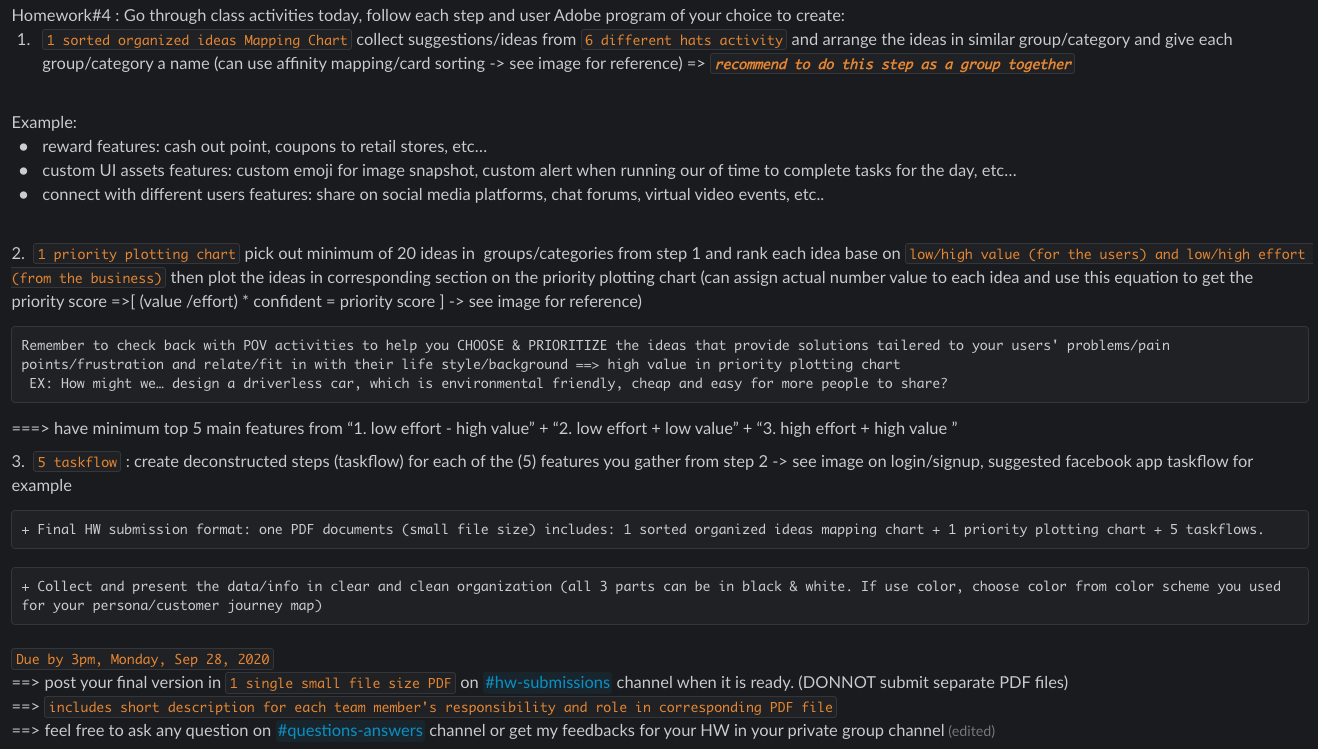 Homework#4 : Go through class activities today, follow each step and user Adobe program of your choice to create:
1. 1 sorted organized ideas Mapping Chart collect suggestions/ideas from 6 different hats activity and arrange the ideas in similar group/category and give each
group/category a name (can use affinity mapping/card sorting -> see image for reference) => recommend to do this step as a group together
Example:
● reward features: cash out point, coupons to retail stores, etc...
● custom UI assets features: custom emoji for image snapshot, custom alert when running our of time to complete tasks for the day, etc...
● connect with different users features: share on social media platforms, chat forums, virtual video events, etc..
2. 1 priority plotting chart pick out minimum of 20 ideas in groups/categories from step 1 and rank each idea base on low/high value (for the users) and low/high effort
(from the business) then plot the ideas in corresponding section on the priority plotting chart (can assign actual number value to each idea and use this equation to get the
priority score =>[ (value /effort) * confident = priority score ] -> see image for reference)
Remember to check back with POV activities to help you CHOOSE & PRIORITIZE the ideas that provide solutions tailered to your users' problems/pain
points/frustration and relate/fit in with their life style/background ==> high value in priority plotting chart
EX: How might we… design a driverless car, which is environmental friendly, cheap and easy for more people to share?
===> have minimum top 5 main features from “1. low effort - high value” + “2. low effort + low value” + “3. high effort + high value ”
3. 5 taskflow : create deconstructed steps (taskflow) for each of the (5) features you gather from step 2 -> see image on login/signup, suggested facebook app taskflow for
example
+ Final HW submission format: one PDF documents (small file size) includes: 1 sorted organized ideas mapping chart + 1 priority plotting chart + 5 taskflows.
+ Collect and present the data/info in clear and clean organization (all 3 parts can be in black & white. If use color, choose color from color scheme you used
for your persona/customer journey map)
Due by 3pm, Monday, Sep 28, 2020
==> post your final version in 1 single small file size PDF on #hw-submissions channel when it is ready. (DONNOT submit separate PDF files)
==> includes short description for each team member's responsibility and role in corresponding PDF file
==> feel free to ask any question on #questions-answers channel or get my feedbacks for your HW in your private group channel (edited)